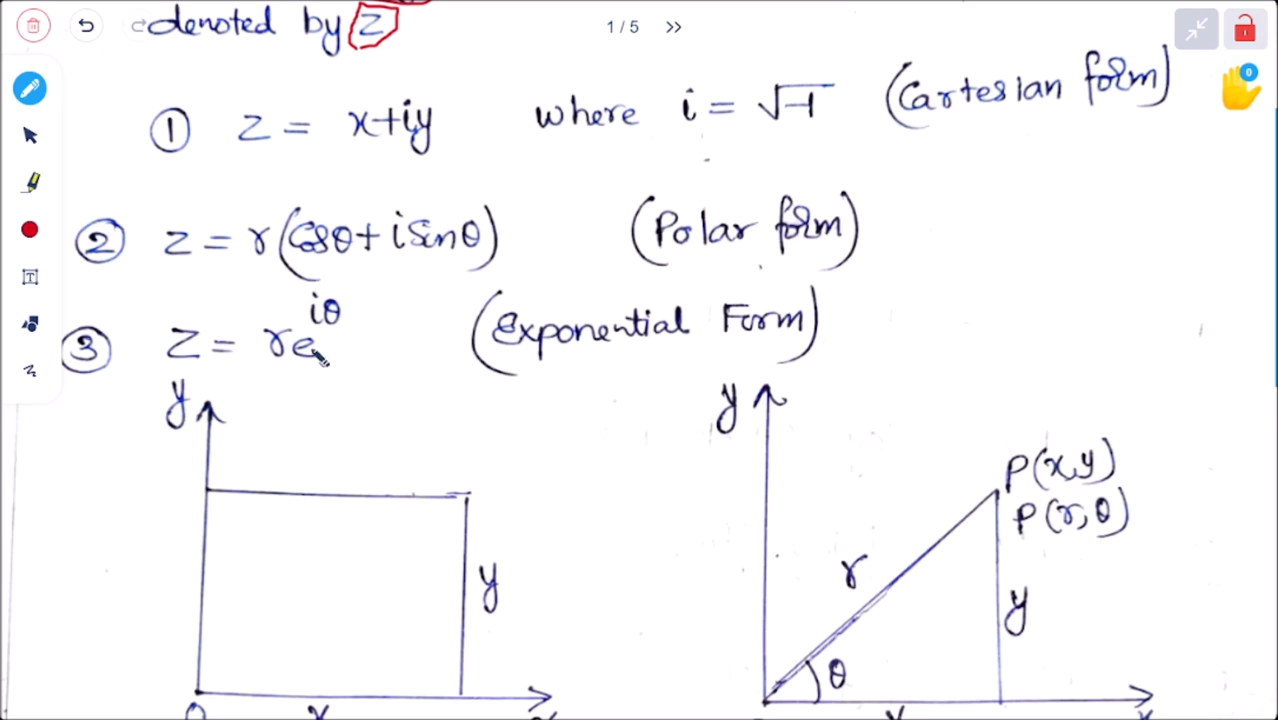 denoted by z
1 / 5 >>
0
① z = x+iy where i = √-1 (Cartesian form)
② z = r(Cosθ + i Sinθ) (Polar form)
③ z = re^{iθ} (Exponential Form)
y
y
P(x,y)
P(r,θ)
r
y
y
θ
x